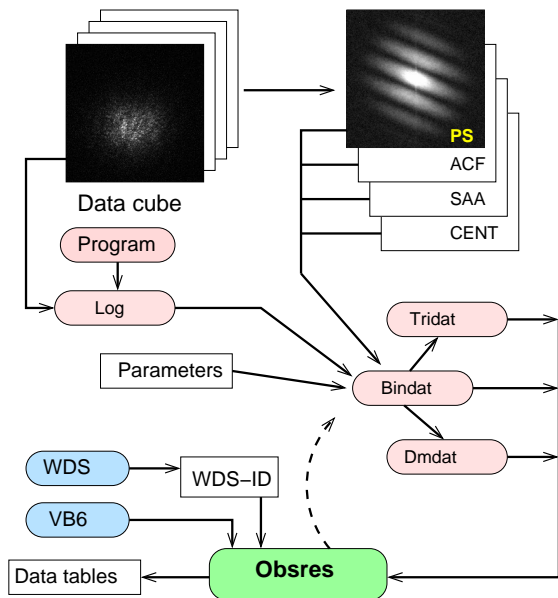 PS
ACF
SAA
CENT
Data cube
Program
Log
Tridat
Parameters
Bindat
Dmdat
WDS
WDS–ID
VB6
Obsres
Data tables